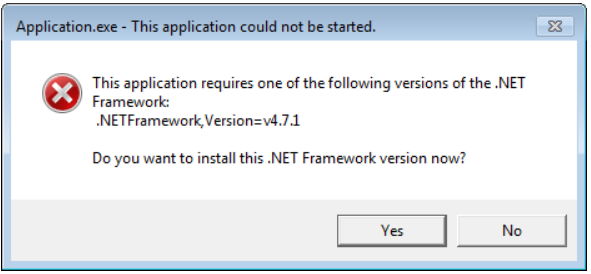 Application.exe - This application could not be started.
This application requires one of the following versions of the .NET
Framework:
.NETFramework,Version=v4.7.1
Do you want to install this .NET Framework version now?
Yes
No